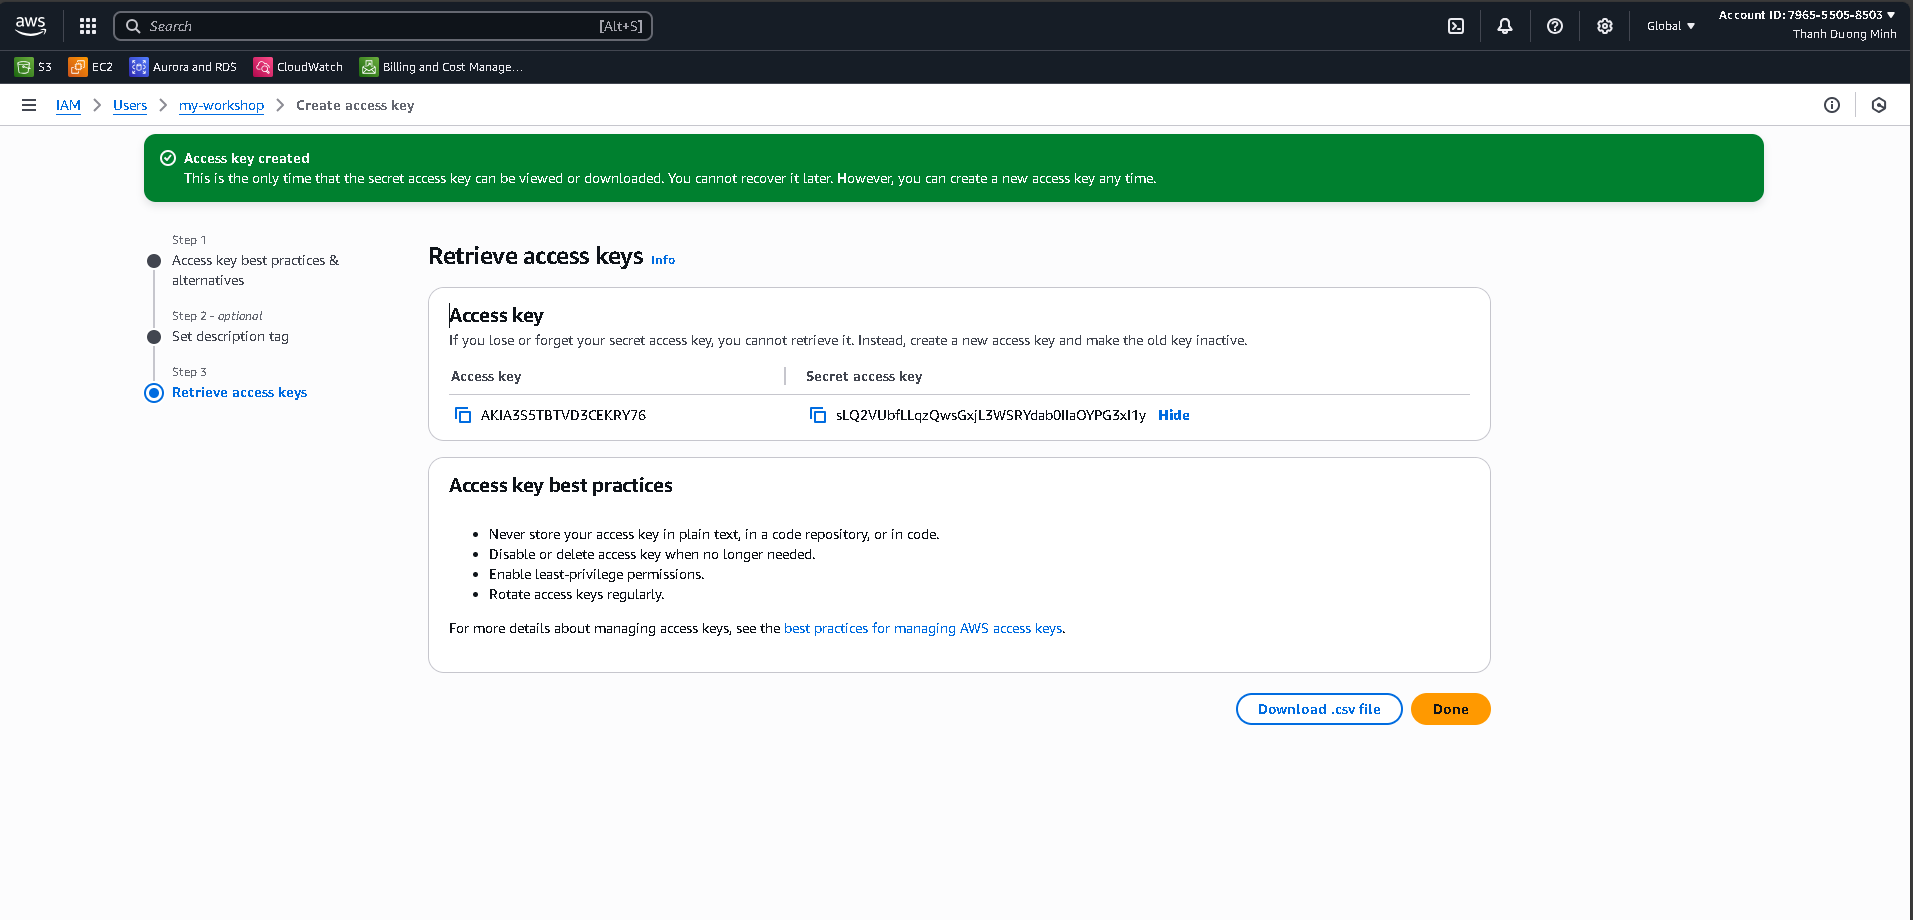 aws
Search [Alt+S]
Global
Account ID: 7965-5505-8503
Thanh Duong Minh
S3 EC2 Aurora and RDS CloudWatch Billing and Cost Manage...
IAM > Users > my-workshop > Create access key
Access key created
This is the only time that the secret access key can be viewed or downloaded. You cannot recover it later. However, you can create a new access key any time.
Step 1
Access key best practices &
alternatives
Step 2 - optional
Set description tag
Step 3
Retrieve access keys
Retrieve access keys Info
Access key
If you lose or forget your secret access key, you cannot retrieve it. Instead, create a new access key and make the old key inactive.
Access key Secret access key
AKIA3S5TBTVD3CEKRY76 Hide
Access key best practices
• Never store your access key in plain text, in a code repository, or in code.
• Disable or delete access key when no longer needed.
• Enable least-privilege permissions.
• Rotate access keys regularly.
For more details about managing access keys, see the best practices for managing AWS access keys.
Download .csv file Done